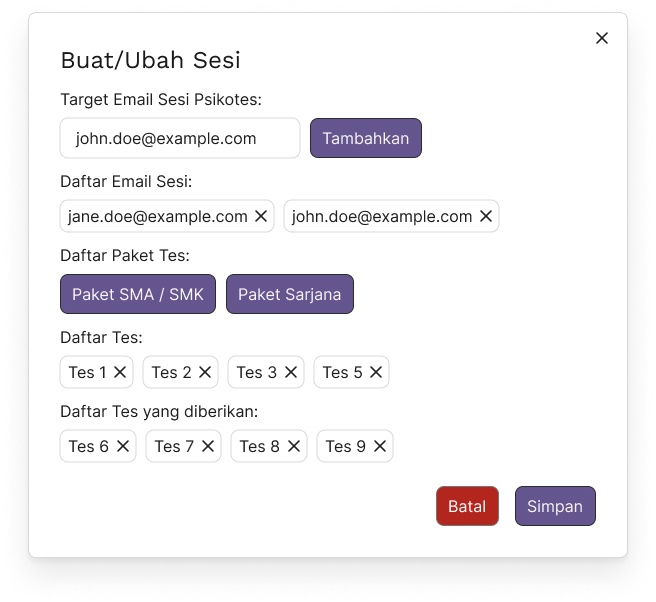 Buat/Ubah Sesi
Target Email Sesi Psikotes:
john.doe@example.com Tambahkan
Daftar Email Sesi:
jane.doe@example.com john.doe@example.com
Daftar Paket Tes:
Paket SMA / SMK Paket Sarjana
Daftar Tes:
Tes 1 Tes 2 Tes 3 Tes 5
Daftar Tes yang diberikan:
Tes 6 Tes 7 Tes 8 Tes 9
Batal Simpan